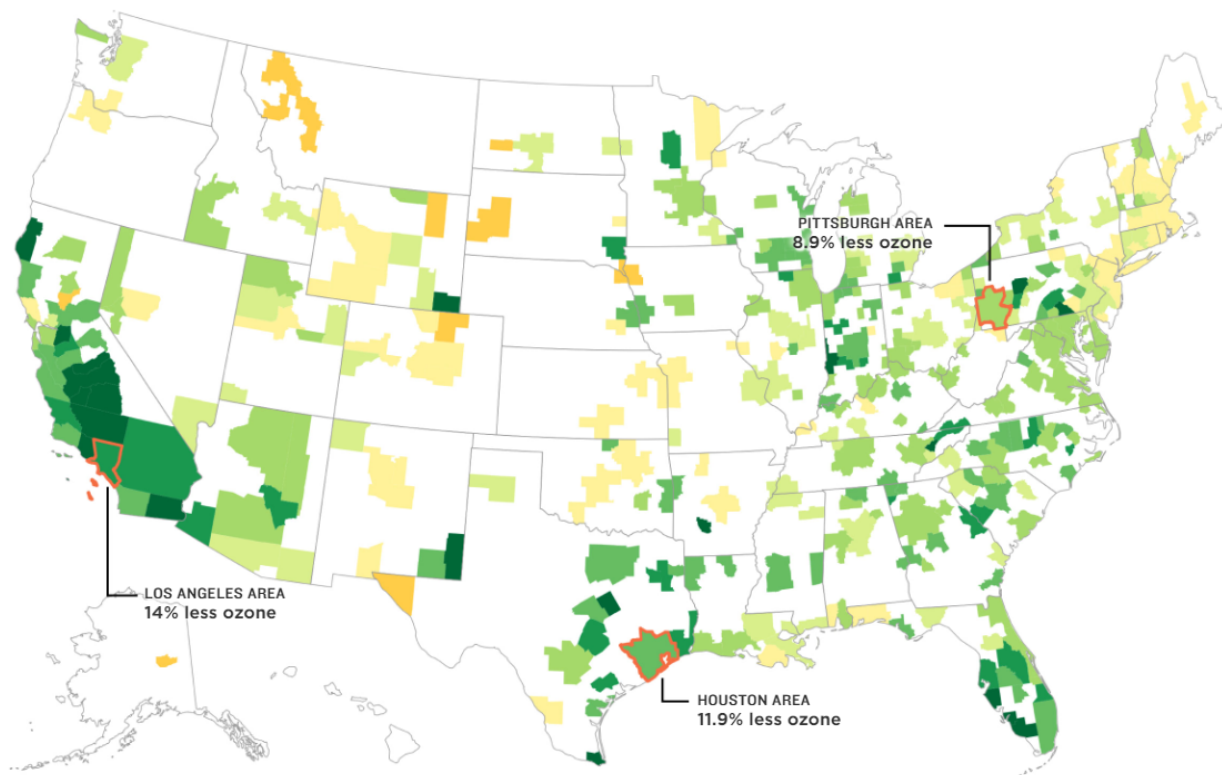 PITTSBURGH AREA
8.9% less ozone
LOS ANGELES AREA
14% less ozone
HOUSTON AREA
11.9% less ozone